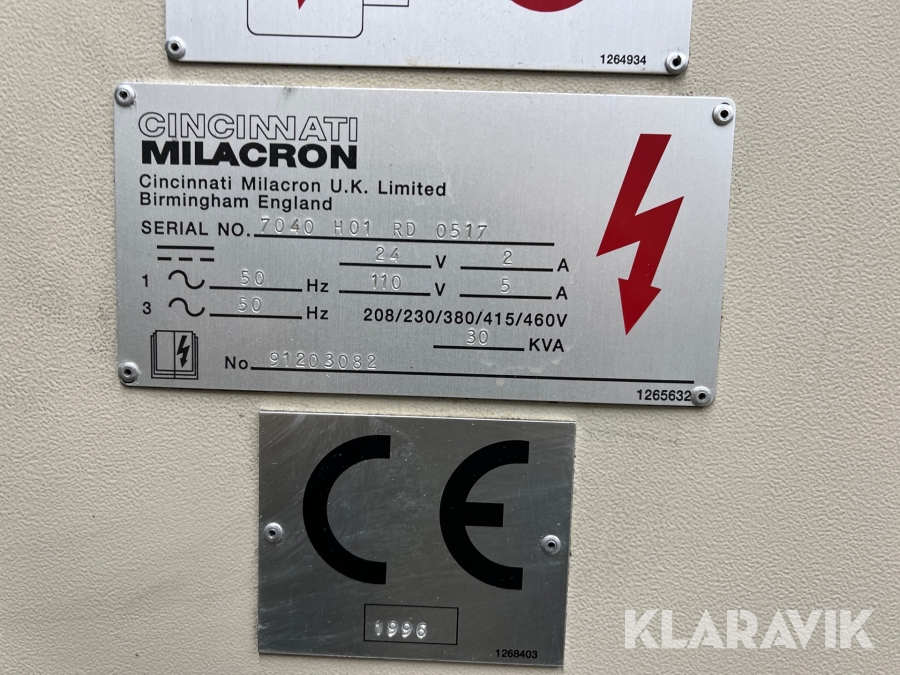 1264934
CINCINNATI
MILACRON
Cincinnati Milacron U.K. Limited
Birmingham England
SERIAL NO. 7040 H01 RD 0517
24 V 2 A
1 50 Hz 110 V 5 A
3 50 Hz 208/230/380/415/460V
30 KVA
No. 91203082
1265632
CE
1996
1268403
KLARAVIK